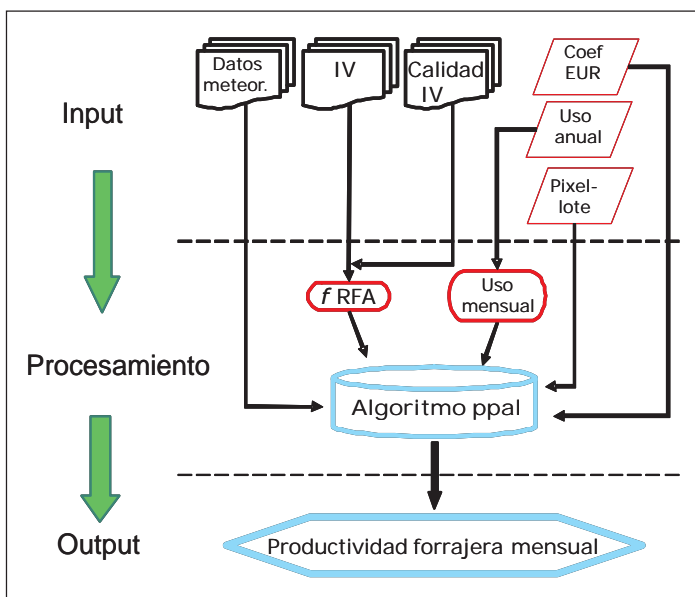 Datos
meteor.
IV
Calidad
IV
Coef
EUR
Input
Uso
anual
Pixel-
lote
f RFA
Uso
mensual
Procesamiento
Algoritmo ppal
Output
Productividad forrajera mensual